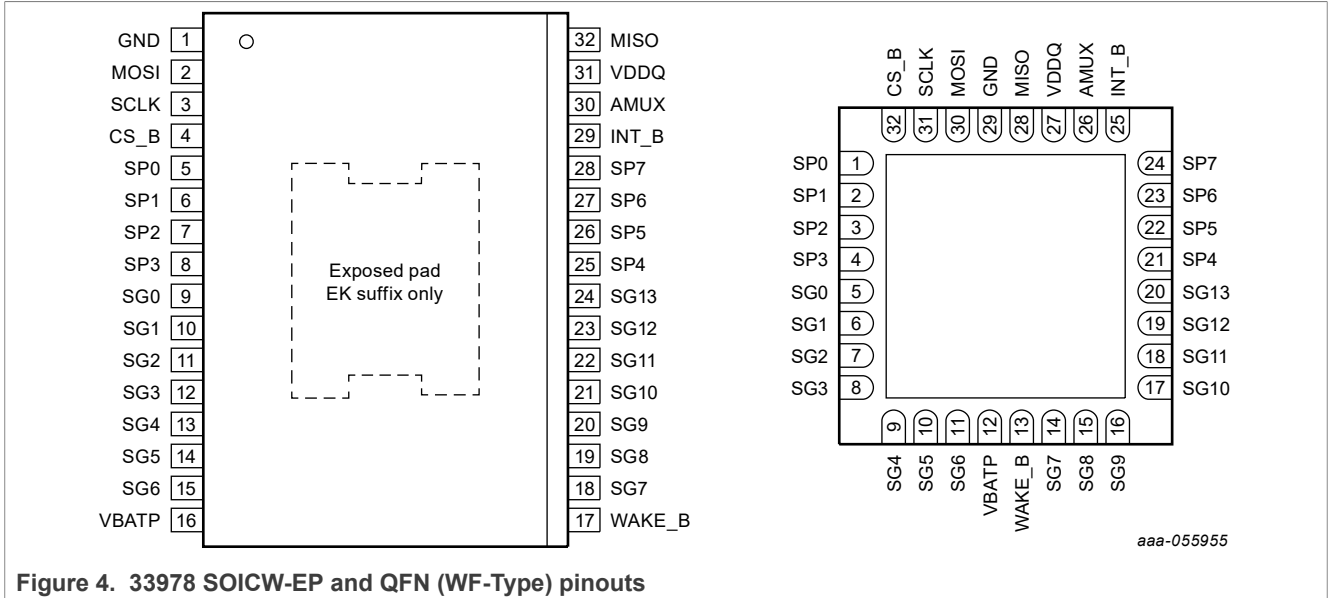 GND 1
MOSI 2
SCLK 3
CS_B 4
SP0 5
SP1 6
SP2 7
SP3 8
SG0 9
SG1 10
SG2 11
SG3 12
SG4 13
SG5 14
SG6 15
VBATP 16
Exposed pad
EK suffix only
32 MISO
31 VDDQ
30 AMUX
29 INT_B
28 SP7
27 SP6
26 SP5
25 SP4
24 SG13
23 SG12
22 SG11
21 SG10
20 SG9
19 SG8
18 SG7
17 WAKE_B
CS_B SCLK MOSI GND MISO VDDQ AMUX INT_B
32 31 30 29 28 27 26 25
SP0 1
SP1 2
SP2 3
SP3 4
SG0 5
SG1 6
SG2 7
SG3 8
24 SP7
23 SP6
22 SP5
21 SP4
20 SG13
19 SG12
18 SG11
17 SG10
9 10 11 12 13 14 15 16
SG4 SG5 SG6 VBATP WAKE_B SG7 SG8 SG9
aaa-055955
Figure 4. 33978 SOICW-EP and QFN (WF-Type) pinouts